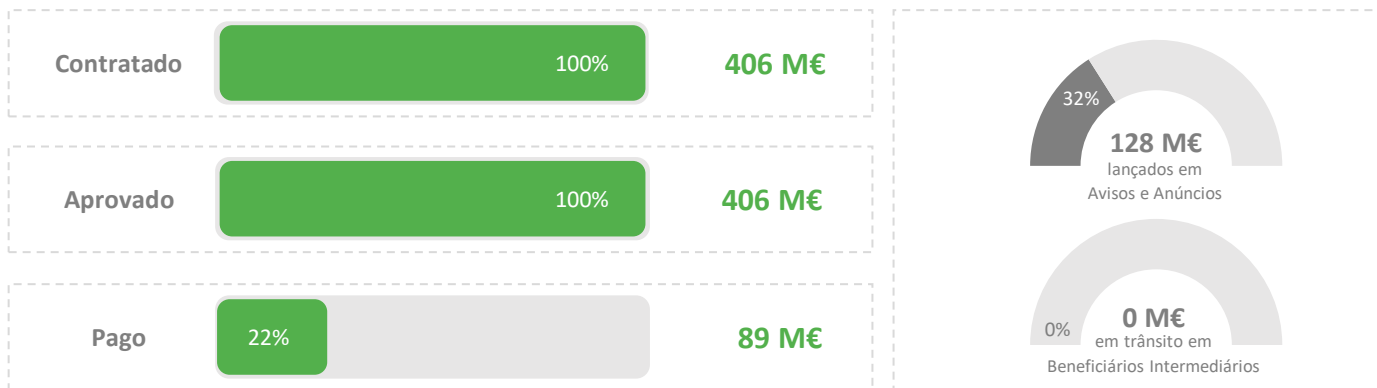 Contratado 100% 406 M€
Aprovado 100% 406 M€
Pago 22% 89 M€
32%
128 M€
lançados em
Avisos e Anúncios
0% 0 M€
em trânsito em
Beneficiários Intermediários